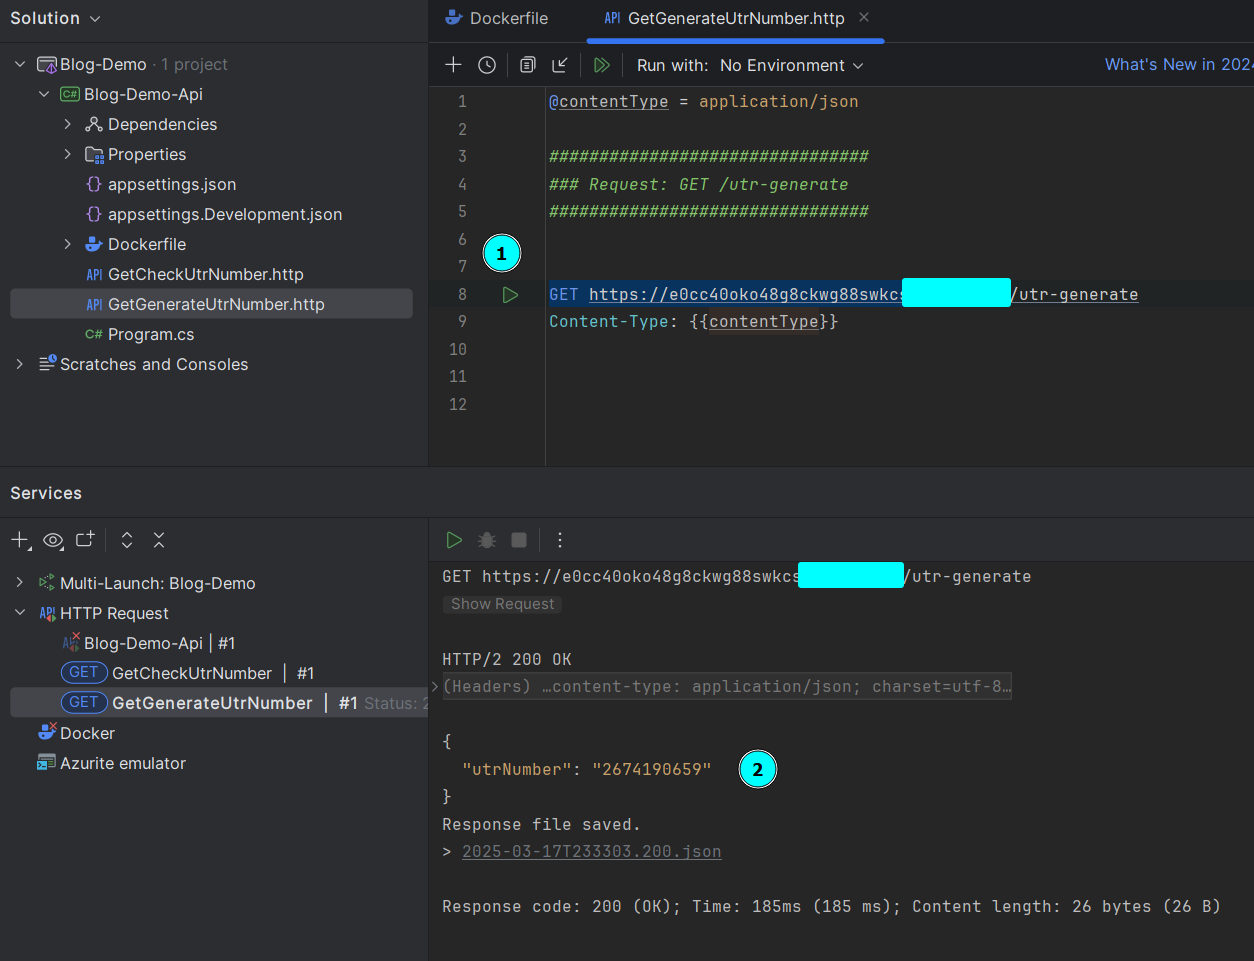 Solution
Blog-Demo · 1 project
C# Blog-Demo-Api
Dependencies
Properties
{} appsettings.json
{} appsettings.Development.json
Dockerfile
API GetCheckUtrNumber.http
API GetGenerateUtrNumber.http
C# Program.cs
Scratches and Consoles
Dockerfile
API GetGenerateUtrNumber.http
Run with: No Environment
What's New in 202
1 @contentType = application/json
2
3 ################################
4 ### Request: GET /utr-generate
5 ################################
6
1
7
8 GET https://e0cc40oko48g8ckwg88swkcs /utr-generate
9 Content-Type: {{contentType}}
10
11
12
Services
Multi-Launch: Blog-Demo
API HTTP Request
API Blog-Demo-Api | #1
GET GetCheckUtrNumber | #1
GET GetGenerateUtrNumber | #1 Status: 2
Docker
Azurite emulator
GET https://e0cc40oko48g8ckwg88swkcs /utr-generate
Show Request
HTTP/2 200 OK
(Headers) …content-type: application/json; charset=utf-8…
{
"utrNumber": "2674190659"
2
}
Response file saved.
> 2025-03-17T233303.200.json
Response code: 200 (OK); Time: 185ms (185 ms); Content length: 26 bytes (26 B)